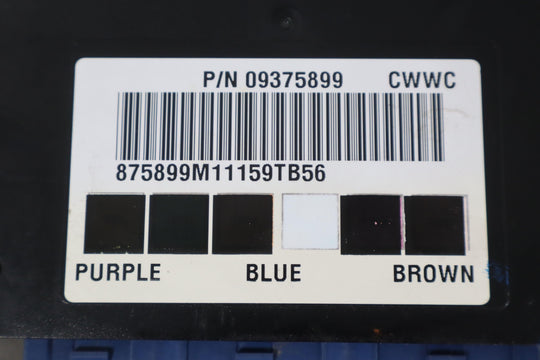 P/N 09375899 CWWC
875899M11159TB56
PURPLE BLUE BROWN